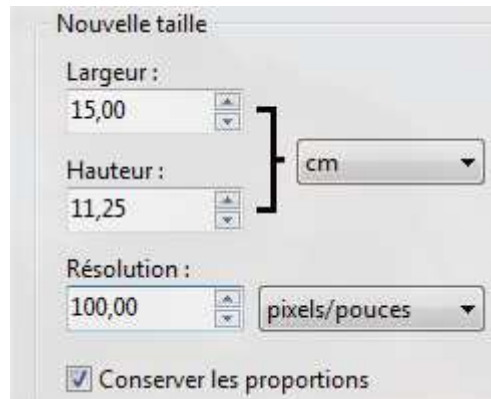 Nouvelle taille
Largeur :
15,00
cm
Hauteur :
11,25
Résolution :
100,00 pixels/pouces
Conserver les proportions